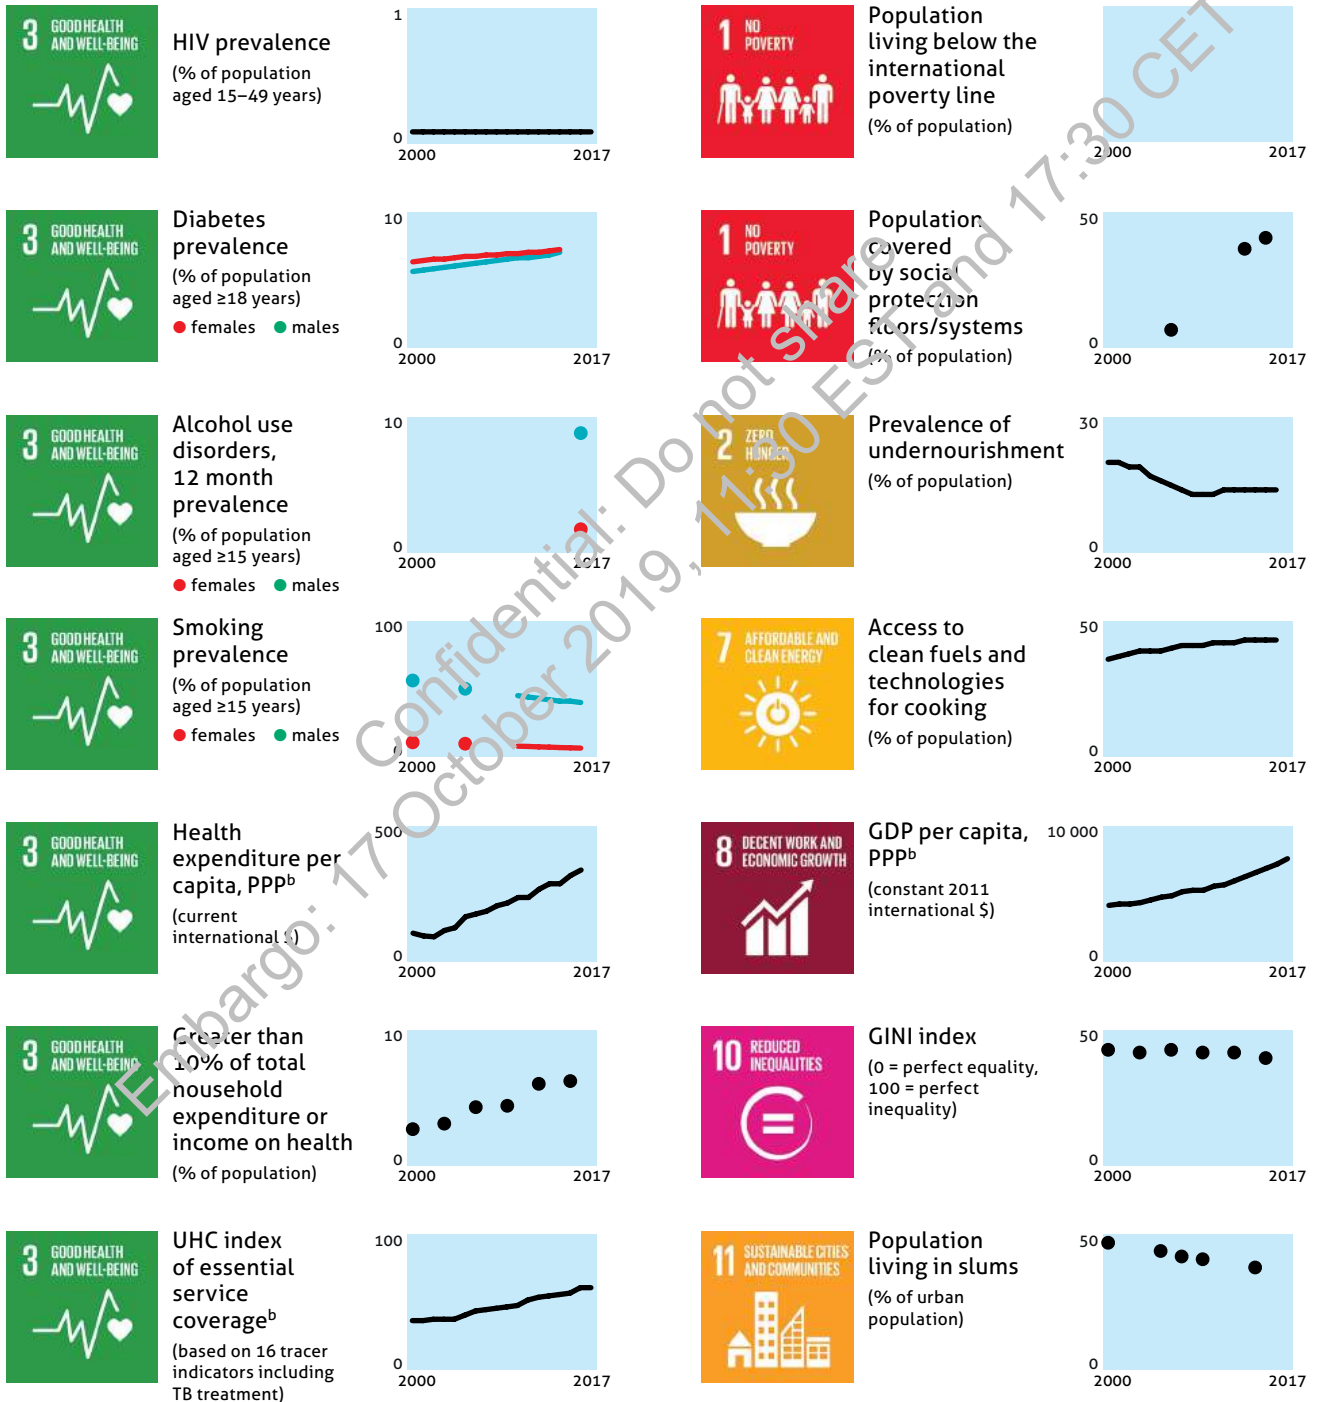 3 GOOD HEALTH
AND WELL-BEING
HIV prevalence
(% of population
aged 15–49 years)
1
0
2000 2017
3 GOOD HEALTH
AND WELL-BEING
Diabetes
prevalence
(% of population
aged ≥18 years)
females males
10
0
2000 2017
3 GOOD HEALTH
AND WELL-BEING
Alcohol use
disorders,
12 month
prevalence
(% of population
aged ≥15 years)
females males
10
0
2000 2017
3 GOOD HEALTH
AND WELL-BEING
Smoking
prevalence
(% of population
aged ≥15 years)
females males
100
0
2000 2017
3 GOOD HEALTH
AND WELL-BEING
Health
expenditure per
capita, PPPᵇ
(current
international $)
500
0
2000 2017
3 GOOD HEALTH
AND WELL-BEING
Greater than
10% of total
household
expenditure or
income on health
(% of population)
10
0
2000 2017
3 GOOD HEALTH
AND WELL-BEING
UHC index
of essential
service
coverageᵇ
(based on 16 tracer
indicators including
TB treatment)
100
0
2000 2017
1 NO
POVERTY
Population
living below the
international
poverty line
(% of population)
2000 2017
1 NO
POVERTY
Population
covered
by social
protection
floors/systems
(% of population)
50
0
2000 2017
2 ZERO
HUNGER
Prevalence of
undernourishment
(% of population)
30
0
2000 2017
7 AFFORDABLE AND
CLEAN ENERGY
Access to
clean fuels and
technologies
for cooking
(% of population)
50
0
2000 2017
8 DECENT WORK AND
ECONOMIC GROWTH
GDP per capita,
PPPᵇ
(constant 2011
international $)
10 000
0
2000 2017
10 REDUCED
INEQUALITIES
GINI index
(0 = perfect equality,
100 = perfect
inequality)
50
0
2000 2017
11 SUSTAINABLE CITIES
AND COMMUNITIES
Population
living in slums
(% of urban
population)
50
0
2000 2017
Confidential: Do not share
Embargo: 17 October 2019, 11:30 EST and 17:30 CET